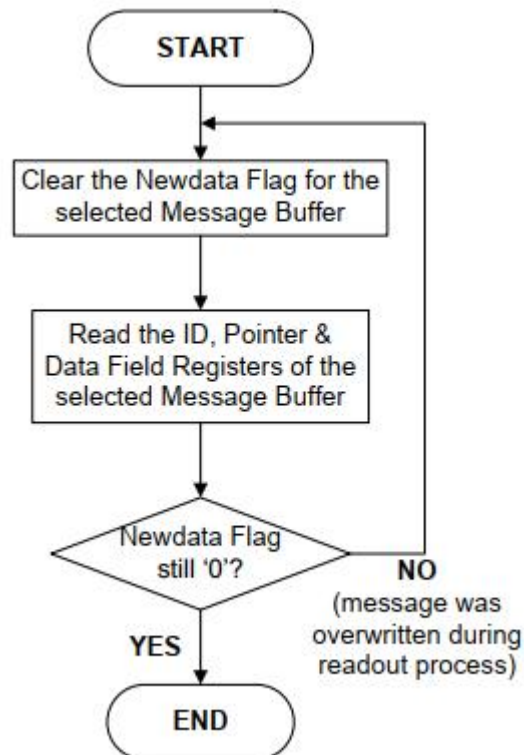 START
Clear the Newdata Flag for the
selected Message Buffer
Read the ID, Pointer &
Data Field Registers of the
selected Message Buffer
Newdata Flag
still ‘0’?
NO
(message was
overwritten during
readout process)
YES
END